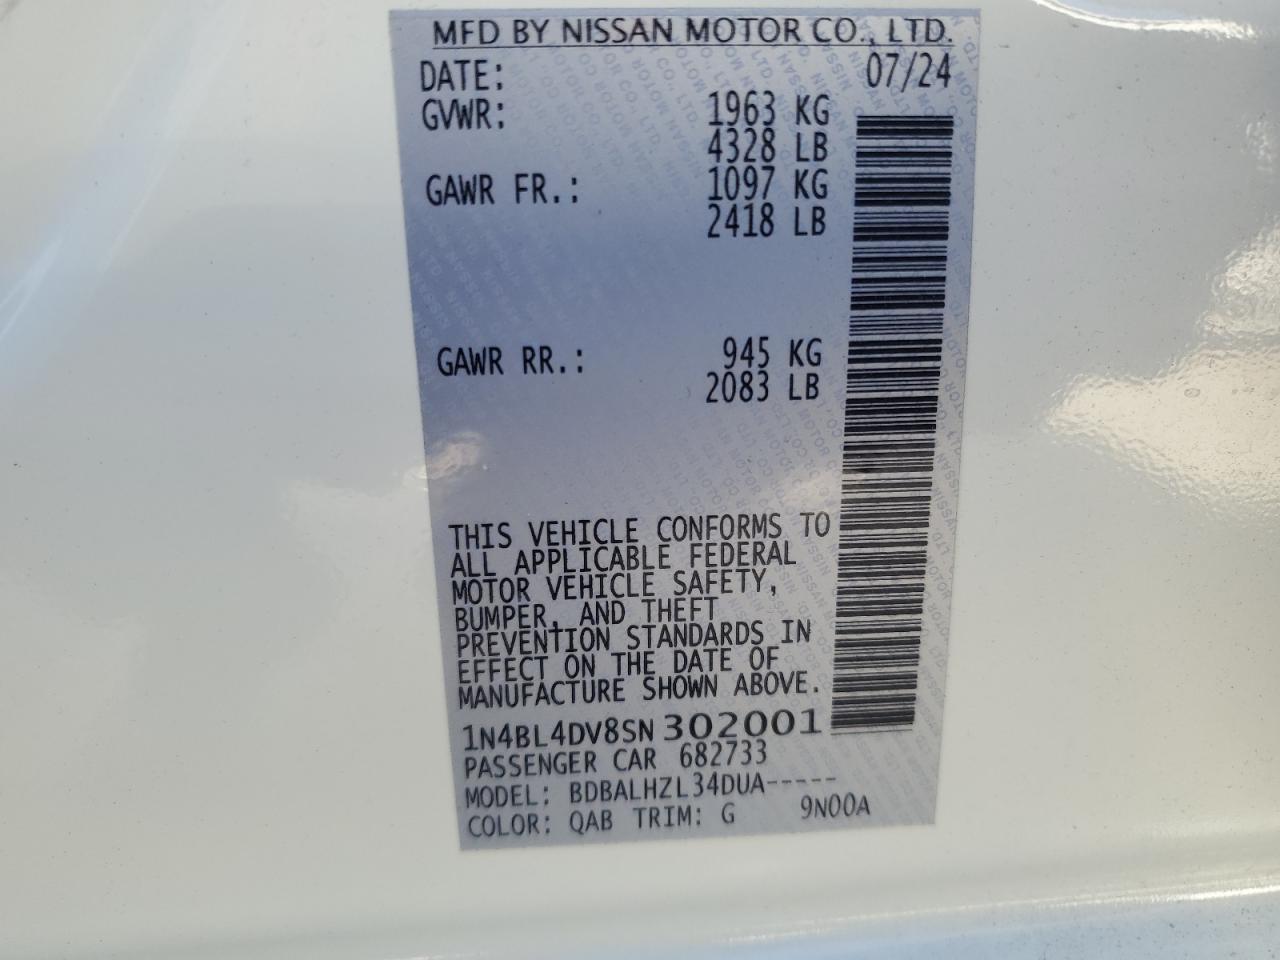 MFD BY NISSAN MOTOR CO., LTD.
DATE: 07/24
GVWR: 1963 KG
4328 LB
GAWR FR.: 1097 KG
2418 LB
GAWR RR.: 945 KG
2083 LB
THIS VEHICLE CONFORMS TO
ALL APPLICABLE FEDERAL
MOTOR VEHICLE SAFETY,
BUMPER, AND THEFT
PREVENTION STANDARDS IN
EFFECT ON THE DATE OF
MANUFACTURE SHOWN ABOVE.
1N4BL4DV8SN302001
PASSENGER CAR 682733
MODEL: BDBALHZL34DUA-----
COLOR: QAB TRIM: G 9N00A